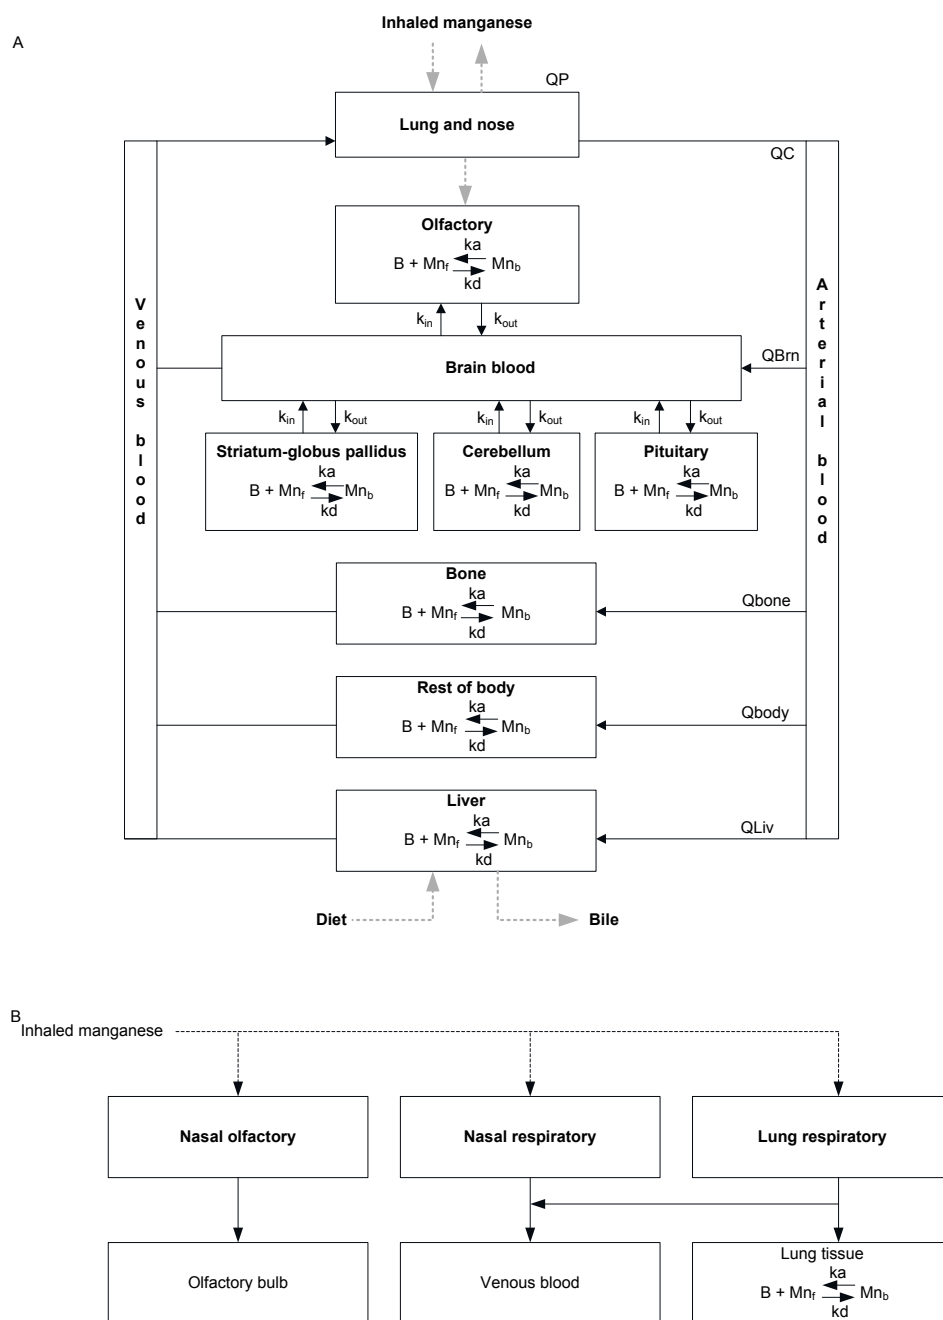 A
Inhaled manganese
QP
Lung and nose
QC
Olfactory
ka
B + Mnf Mnb
kd
Venous blood
Arterial blood
kin kout
Brain blood
QBrn
kin kout kin kout kin kout
Striatum-globus pallidus Cerebellum Pituitary
ka ka ka
B + Mnf Mnb B + Mnf Mnb B + Mnf Mnb
kd kd kd
Bone
ka
B + Mnf Mnb
kd
Qbone
Rest of body
ka
B + Mnf Mnb
kd
Qbody
Liver
ka
B + Mnf Mnb
kd
QLiv
Diet Bile
B
Inhaled manganese
Nasal olfactory Nasal respiratory Lung respiratory
Olfactory bulb Venous blood Lung tissue
ka
B + Mnf Mnb
kd